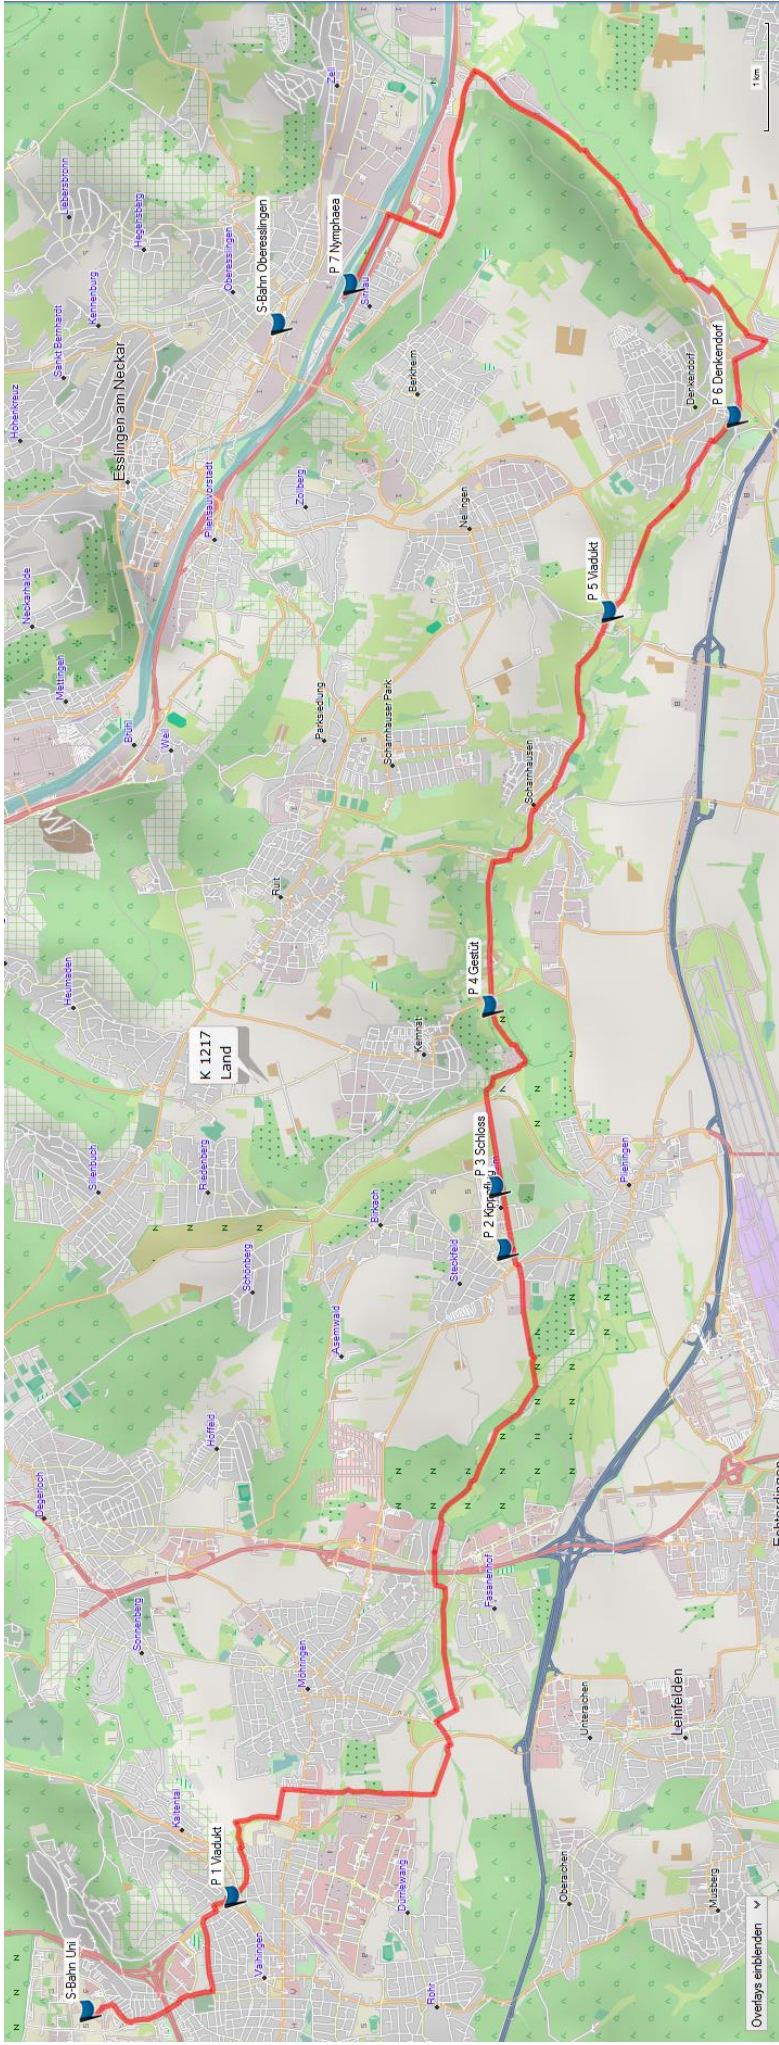 Hohenkreuz
Neckarhalde
Degerloch
Sankt Bernhardt
Liebersbronn
S-Bahn Uni
Heumaden
Mettingen
Kennenburg
Sillenbuch
Esslingen am Neckar
Brühl
Sonnenberg
Hegensberg
Weil
Kaltental
K 1217
Land
Riedenberg
Pliensauvorstadt
P 1 Viadukt
Hoffeld
Oberesslingen
Schönberg
Vaihingen
S-Bahn Oberesslingen
Ruit
Möhringen
Zollberg
Parksiedlung
Zell
Asemwald
P 7 Nymphaea
Sirnau
Birkach
Scharnhauser Park
Dürrlewang
Berkheim
Kemnat
Rohr
Steckfeld
Nellingen
P 4 Gestüt
P 3 Schloss
P 2 Kippflug
Fasanenhof
Scharnhausen
Oberaichen
Unteraichen
P 5 Viadukt
Plieningen
Leinfelden
Denkendorf
Musberg
P 6 Denkendorf
Overlays einblenden
1 km
Echterdingen